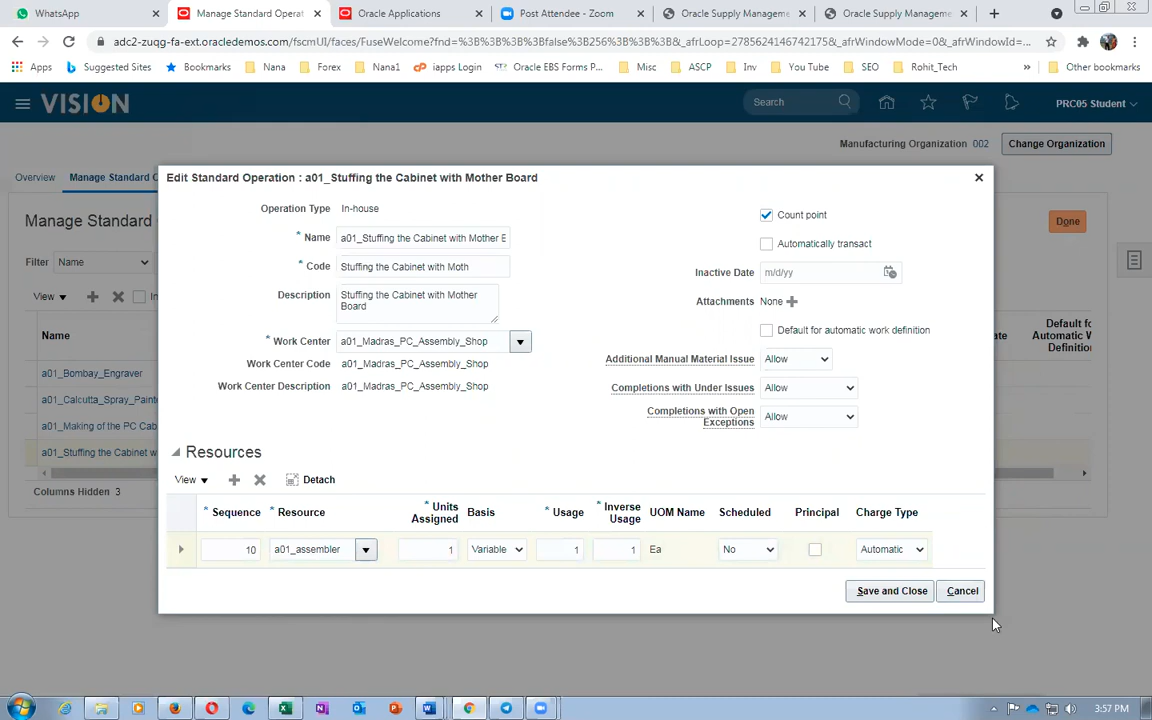 WhatsApp
Manage Standard Operat
Oracle Applications
Post Attendee - Zoom
Oracle Supply Manageme
Oracle Supply Manageme
adc2-zuqg-fa-ext.oracledemos.com/fscmUI/faces/FuseWelcome?fnd=%3B%3B%3B%3Bfalse%3B256%3B%3B%3B&_afrLoop=27856241467421​75&_afrWindowMode=0&_afrWindowId=...
Apps
Suggested Sites
Bookmarks
Nana
Forex
Nana1
iapps Login
Oracle EBS Forms P...
Misc
ASCP
Inv
You Tube
SEO
Rohit_Tech
»
Other bookmarks
VISION
Search
PRC05 Student
Manufacturing Organization 002
Change Organization
Overview
Manage Standard O
Manage Standard
Done
Filter Name
View
In
Name
ate
Default for
Automatic W
Definition
a01_Bombay_Engraver
a01_Calcutta_Spray_Painte
a01_Making of the PC Cab
a01_Stuffing the Cabinet w
Columns Hidden 3
Edit Standard Operation : a01_Stuffing the Cabinet with Mother Board
Operation Type In-house
* Name a01_Stuffing the Cabinet with Mother B
* Code Stuffing the Cabinet with Moth
Description Stuffing the Cabinet with Mother
Board
* Work Center a01_Madras_PC_Assembly_Shop
Work Center Code a01_Madras_PC_Assembly_Shop
Work Center Description a01_Madras_PC_Assembly_Shop
Count point
Automatically transact
Inactive Date m/d/yy
Attachments None
Default for automatic work definition
Additional Manual Material Issue Allow
Completions with Under Issues Allow
Completions with Open
Exceptions Allow
Resources
View
Detach
* Sequence * Resource * Units
Assigned Basis * Usage * Inverse
Usage UOM Name Scheduled Principal Charge Type
10 a01_assembler 1 Variable 1 1 Ea No Automatic
Save and Close
Cancel
3:57 PM